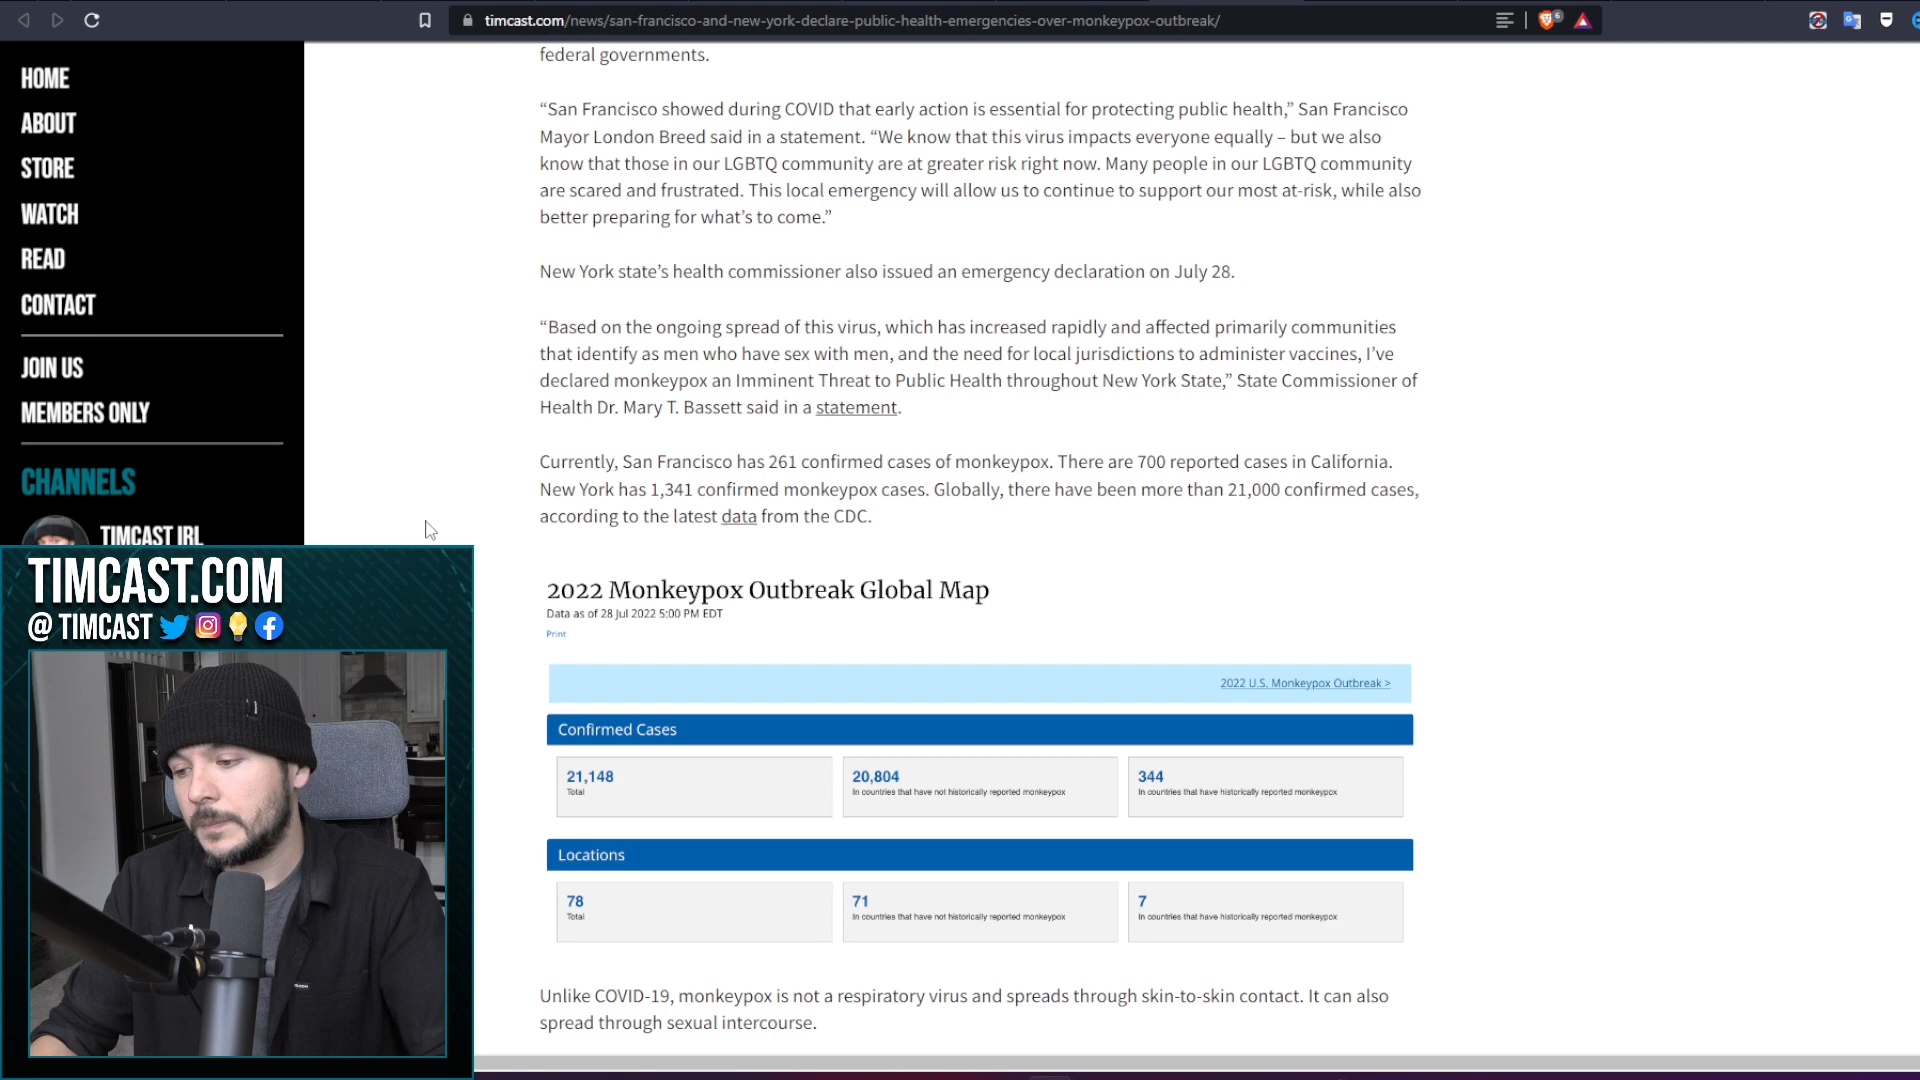 timcast.com/news/san-francisco-and-new-york-declare-public-health-emergencies-over-monkeypox-outbreak/
6
HOME
ABOUT
STORE
WATCH
READ
CONTACT
JOIN US
MEMBERS ONLY
CHANNELS
TIMCAST IRL
federal governments.
“San Francisco showed during COVID that early action is essential for protecting public health,” San Francisco
Mayor London Breed said in a statement. “We know that this virus impacts everyone equally – but we also
know that those in our LGBTQ community are at greater risk right now. Many people in our LGBTQ community
are scared and frustrated. This local emergency will allow us to continue to support our most at-risk, while also
better preparing for what’s to come.”
New York state’s health commissioner also issued an emergency declaration on July 28.
“Based on the ongoing spread of this virus, which has increased rapidly and affected primarily communities
that identify as men who have sex with men, and the need for local jurisdictions to administer vaccines, I’ve
declared monkeypox an Imminent Threat to Public Health throughout New York State,” State Commissioner of
Health Dr. Mary T. Bassett said in a statement.
Currently, San Francisco has 261 confirmed cases of monkeypox. There are 700 reported cases in California.
New York has 1,341 confirmed monkeypox cases. Globally, there have been more than 21,000 confirmed cases,
according to the latest data from the CDC.
2022 Monkeypox Outbreak Global Map
Data as of 28 Jul 2022 5:00 PM EDT
Print
2022 U.S. Monkeypox Outbreak >
Confirmed Cases
21,148
Total
20,804
In countries that have not historically reported monkeypox
344
In countries that have historically reported monkeypox
Locations
78
Total
71
In countries that have not historically reported monkeypox
7
In countries that have historically reported monkeypox
Unlike COVID-19, monkeypox is not a respiratory virus and spreads through skin-to-skin contact. It can also
spread through sexual intercourse.
TIMCAST.COM
@ TIMCAST